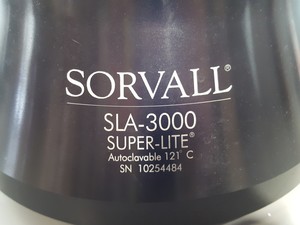 SORVALL®
SLA-3000
SUPER-LITE®
Autoclavable 121° C
SN 10254484